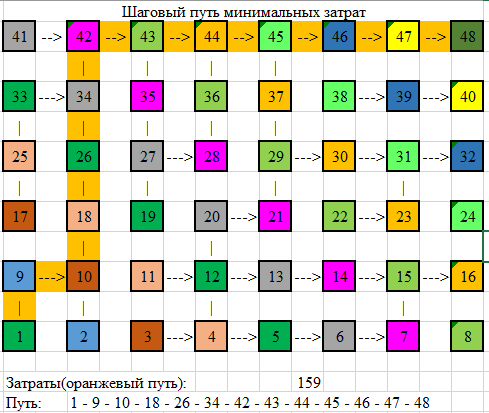 Шаговый путь минимальных затрат
41 --> 42 --> 43 ---> 44 ---> 45 ---> 46 ---> 47 ---> 48
| | | | |
33 ---> 34 35 36 37 38 ---> 39 ---> 40
| | | |
25 26 27 ---> 28 29 ---> 30 31 ---> 32
| | | |
17 18 19 20 ---> 21 22 ---> 23 24
| |
9 ---> 10 11 ---> 12 ---> 13 ---> 14 ---> 15 ---> 16
| | | |
1 2 3 ---> 4 ---> 5 ---> 6 ---> 7 8
Затраты(оранжевый путь): 159
Путь: 1 - 9 - 10 - 18 - 26 - 34 - 42 - 43 - 44 - 45 - 46 - 47 - 48